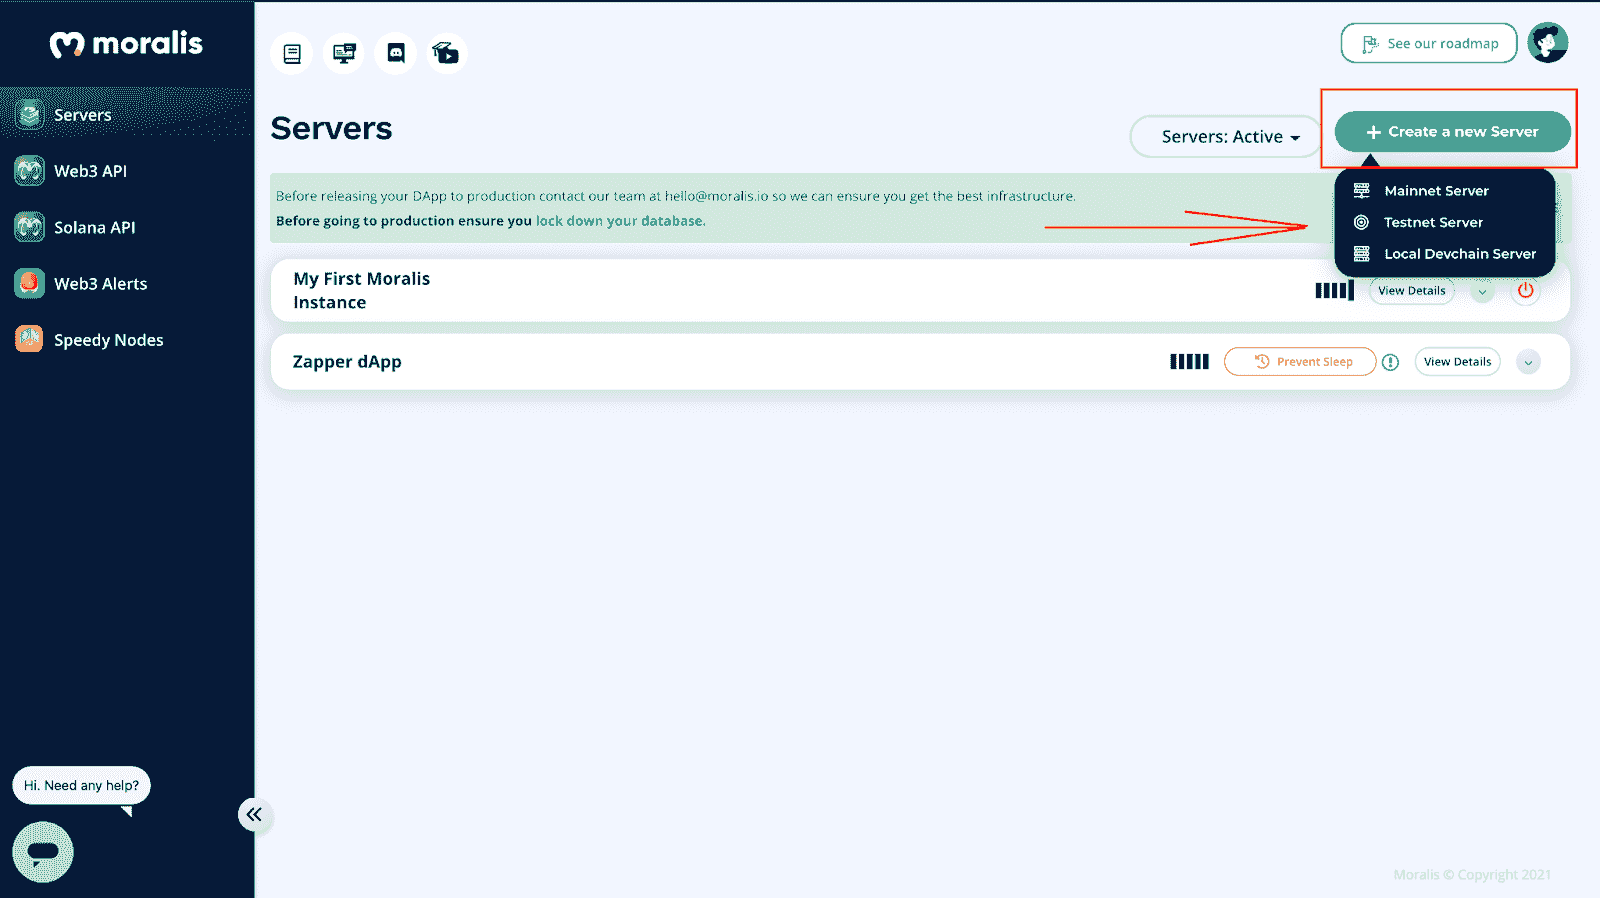 moralis
Servers
Web3 API
Solana API
Web3 Alerts
Speedy Nodes
Hi. Need any help?
See our roadmap
Servers
Servers: Active
+ Create a new Server
Mainnet Server
Testnet Server
Local Devchain Server
Before releasing your DApp to production contact our team at hello@moralis.io so we can ensure you get the best infrastructure.
Before going to production ensure you lock down your database.
My First Moralis
Instance
View Details
Zapper dApp
Prevent Sleep
View Details
Moralis © Copyright 2021